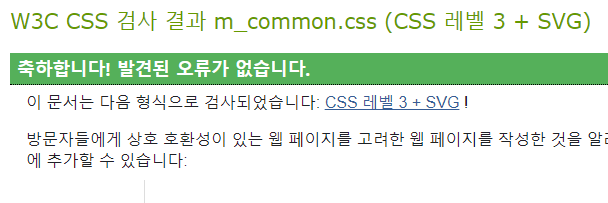 W3C CSS 검사 결과 m_common.css (CSS 레벨 3 + SVG)
축하합니다! 발견된 오류가 없습니다.
이 문서는 다음 형식으로 검사되었습니다: CSS 레벨 3 + SVG !
방문자들에게 상호 호환성이 있는 웹 페이지를 고려한 웹 페이지를 작성한 것을 알
에 추가할 수 있습니다: